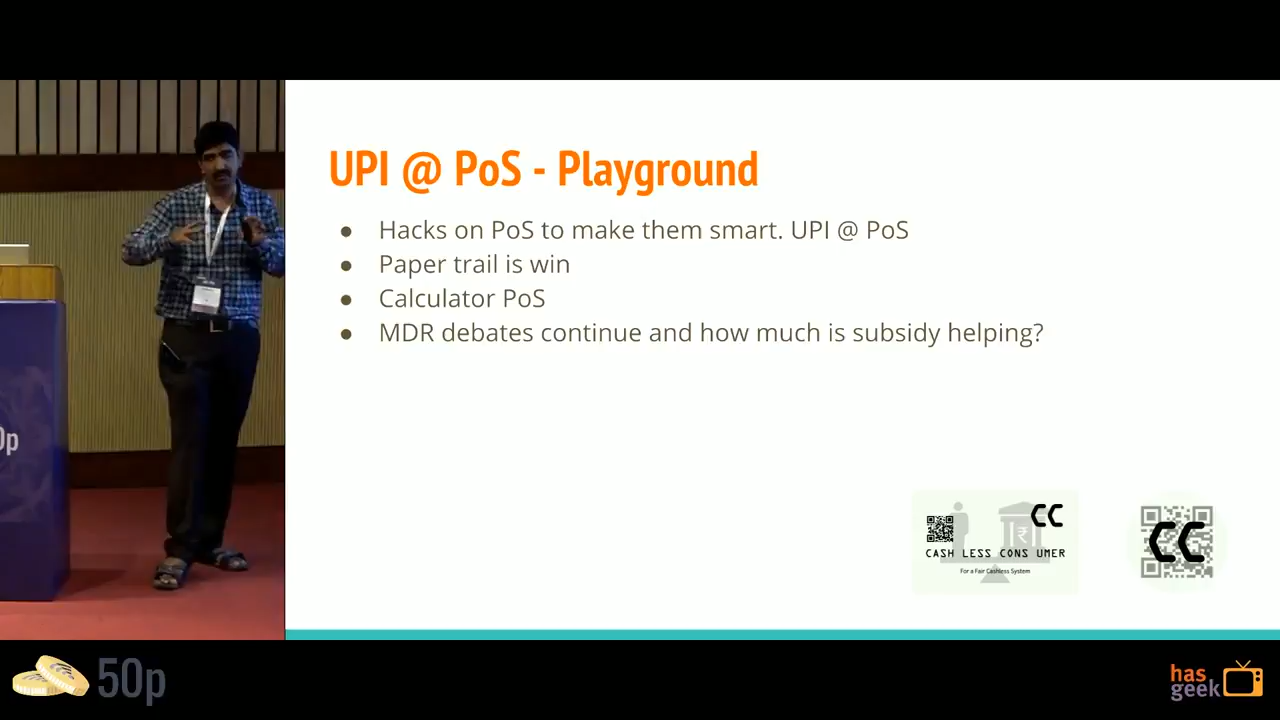 UPI @ PoS - Playground
● Hacks on PoS to make them smart. UPI @ PoS
● Paper trail is win
● Calculator PoS
● MDR debates continue and how much is subsidy helping?
CC
CASH LESS CONS UMER
For a Fair Cashless System
CC
0p
50p
has
geek